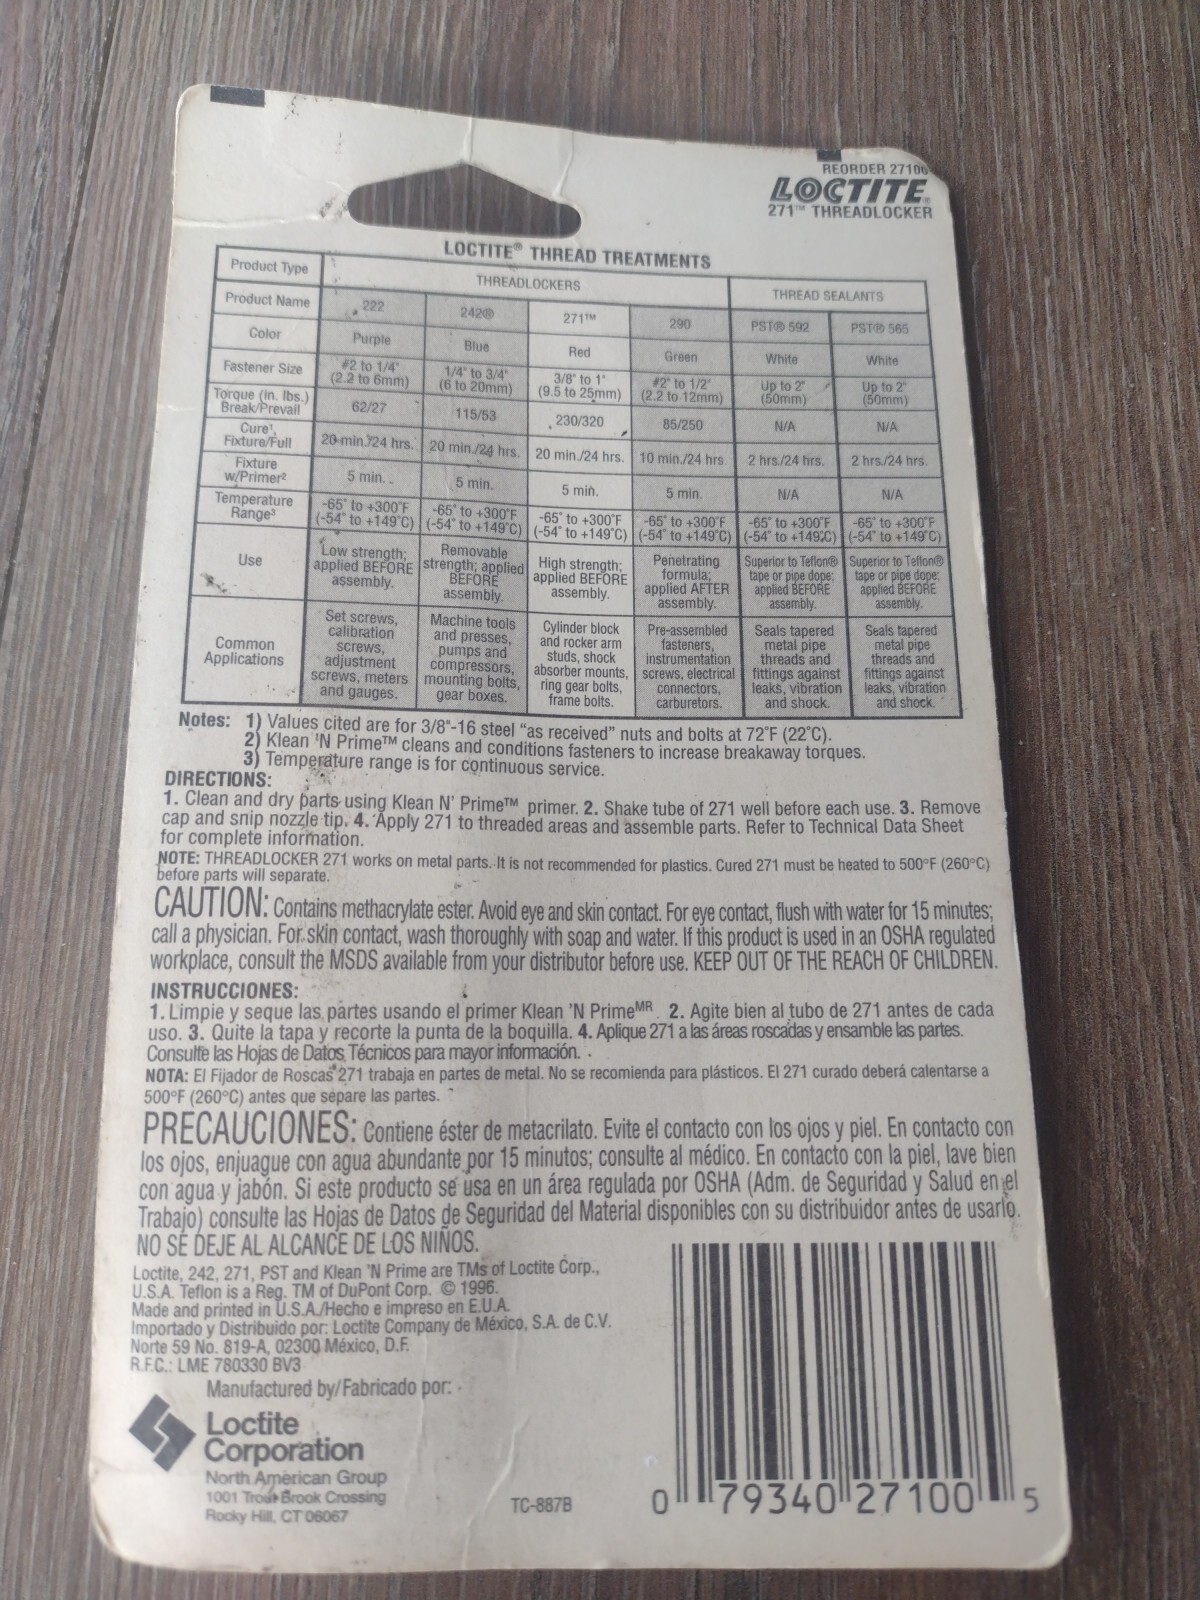 REORDER 27100
LOCTITE®
271™ THREADLOCKER
LOCTITE® THREAD TREATMENTS
Product Type THREADLOCKERS THREAD SEALANTS
Product Name 222 242® 271™ 290 PST® 592 PST® 565
Color Purple Blue Red Green White White
Fastener Size #2 to 1/4" (2.2 to 6mm) 1/4" to 3/4" (6 to 20mm) 3/8" to 1" (9.5 to 25mm) #2" to 1/2" (2.2 to 12mm) Up to 2" (50mm) Up to 2" (50mm)
Torque (in. lbs.) Break/Prevail 62/27 115/53 230/320 85/250 N/A N/A
Cure¹, Fixture/Full 20 min./24 hrs. 20 min./24 hrs. 20 min./24 hrs. 10 min./24 hrs 2 hrs./24 hrs. 2 hrs./24 hrs.
Fixture w/Primer² 5 min. 5 min. 5 min. 5 min. N/A N/A
Temperature Range³ -65° to +300°F (-54° to +149°C) -65° to +300°F (-54° to +149°C) -65° to +300°F (-54° to +149°C) -65° to +300°F (-54° to +149°C) -65° to +300°F (-54° to +149°C) -65° to +300°F (-54° to +149°C)
Use Low strength; applied BEFORE assembly. Removable strength; applied BEFORE assembly. High strength; applied BEFORE assembly. Penetrating formula; applied AFTER assembly. Superior to Teflon® tape or pipe dope; applied BEFORE assembly. Superior to Teflon® tape or pipe dope; applied BEFORE assembly.
Common Applications Set screws, calibration screws, adjustment screws, meters and gauges. Machine tools and presses, pumps and compressors, mounting bolts, gear boxes. Cylinder block and rocker arm studs, shock absorber mounts, ring gear bolts, frame bolts. Pre-assembled fasteners, instrumentation screws, electrical connectors, carburetors. Seals tapered metal pipe threads and fittings against leaks, vibration and shock. Seals tapered metal pipe threads and fittings against leaks, vibration and shock.
Notes: 1) Values cited are for 3/8"-16 steel "as received" nuts and bolts at 72°F (22°C).
2) Klean 'N Prime™ cleans and conditions fasteners to increase breakaway torques.
3) Temperature range is for continuous service.
DIRECTIONS:
1. Clean and dry parts using Klean N' Prime™ primer. 2. Shake tube of 271 well before each use. 3. Remove
cap and snip nozzle tip. 4. Apply 271 to threaded areas and assemble parts. Refer to Technical Data Sheet
for complete information.
NOTE: THREADLOCKER 271 works on metal parts. It is not recommended for plastics. Cured 271 must be heated to 500°F (260°C)
before parts will separate.
CAUTION: Contains methacrylate ester. Avoid eye and skin contact. For eye contact, flush with water for 15 minutes;
call a physician. For skin contact, wash thoroughly with soap and water. If this product is used in an OSHA regulated
workplace, consult the MSDS available from your distributor before use. KEEP OUT OF THE REACH OF CHILDREN.
INSTRUCCIONES:
1. Limpie y seque las partes usando el primer Klean 'N Prime MR. 2. Agite bien al tubo de 271 antes de cada
uso. 3. Quite la tapa y recorte la punta de la boquilla. 4. Aplique 271 a las áreas roscadas y ensamble las partes.
Consulte las Hojas de Datos Técnicos para mayor información.
NOTA: El Fijador de Roscas 271 trabaja en partes de metal. No se recomienda para plásticos. El 271 curado deberá calentarse a
500°F (260°C) antes que separe las partes.
PRECAUCIONES: Contiene éster de metacrilato. Evite el contacto con los ojos y piel. En contacto con
los ojos, enjuague con agua abundante por 15 minutos; consulte al médico. En contacto con la piel, lave bien
con agua y jabón. Si este producto se usa en un área regulada por OSHA (Adm. de Seguridad y Salud en el
Trabajo) consulte las Hojas de Datos de Seguridad del Material disponibles con su distribuidor antes de usarlo.
NO SE DEJE AL ALCANCE DE LOS NIÑOS.
Loctite, 242, 271, PST and Klean 'N Prime are TMs of Loctite Corp.,
U.S.A. Teflon is a Reg. TM of DuPont Corp. © 1996.
Made and printed in U.S.A./Hecho e impreso en E.U.A.
Importado y Distribuido por: Loctite Company de México, S.A. de C.V.
Norte 59 No. 819-A, 02300 México, D.F.
R.F.C.: LME 780330 BV3
Manufactured by/Fabricado por:
Loctite
Corporation
North American Group
1001 Trout Brook Crossing
Rocky Hill, CT 06067
TC-887B
0 79340 27100 5